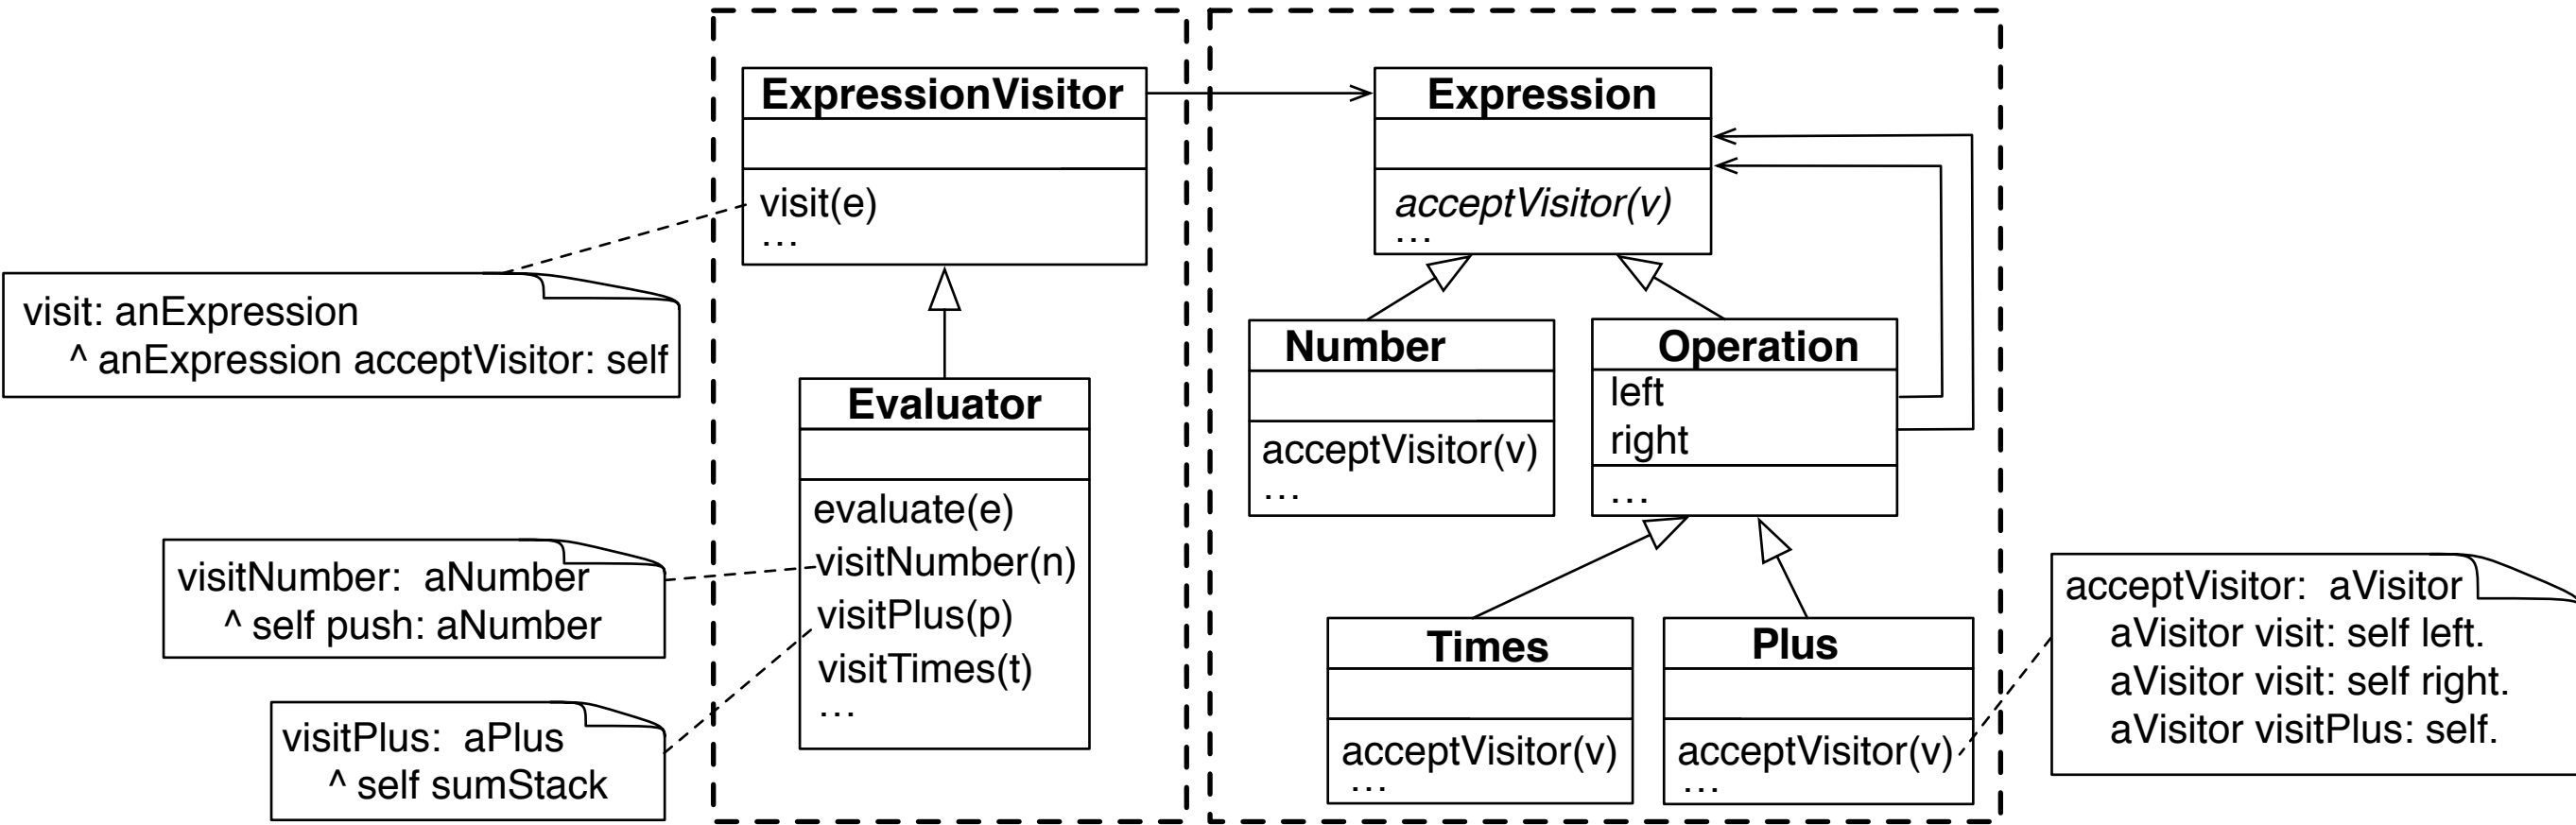 ExpressionVisitor
visit(e)
...
visit: anExpression
^ anExpression acceptVisitor: self
Evaluator
evaluate(e)
visitNumber(n)
visitPlus(p)
visitTimes(t)
...
visitNumber: aNumber
^ self push: aNumber
visitPlus: aPlus
^ self sumStack
Expression
acceptVisitor(v)
...
Number
acceptVisitor(v)
...
Operation
left
right
...
Times
acceptVisitor(v)
...
Plus
acceptVisitor(v)
...
acceptVisitor: aVisitor
aVisitor visit: self left.
aVisitor visit: self right.
aVisitor visitPlus: self.